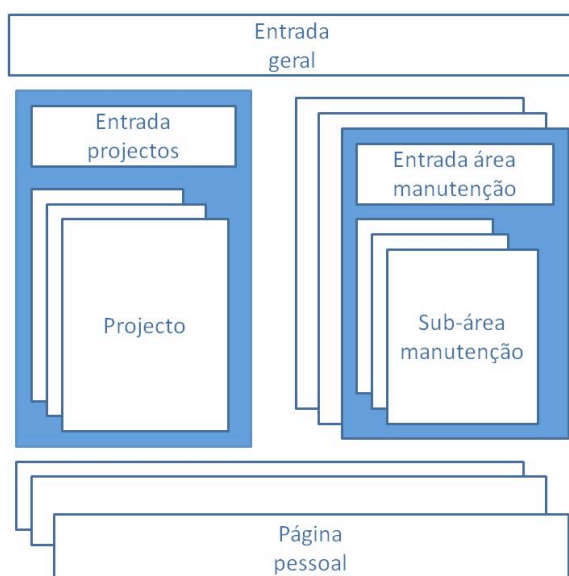 Entrada
geral
Entrada
projectos
Projecto
Entrada área
manutenção
Sub-área
manutenção
Página
pessoal